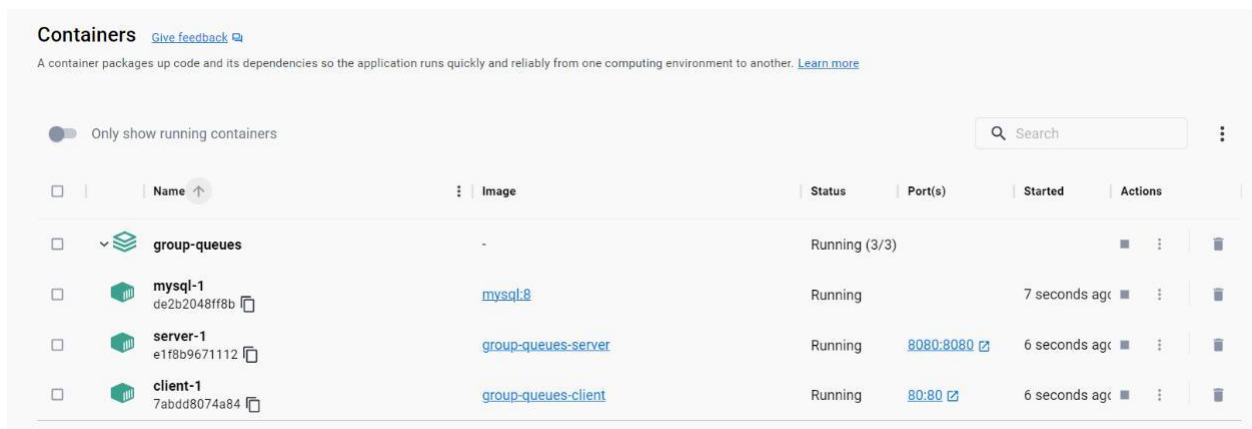 Containers Give feedback
A container packages up code and its dependencies so the application runs quickly and reliably from one computing environment to another. Learn more
Only show running containers
Search
Name Image Status Port(s) Started Actions
group-queues - Running (3/3)
mysql-1
de2b2048ff8b
mysql:8 Running 7 seconds ago
server-1
e1f8b9671112
group-queues-server Running 8080:8080 6 seconds ago
client-1
7abdd8074a84
group-queues-client Running 80:80 6 seconds ago